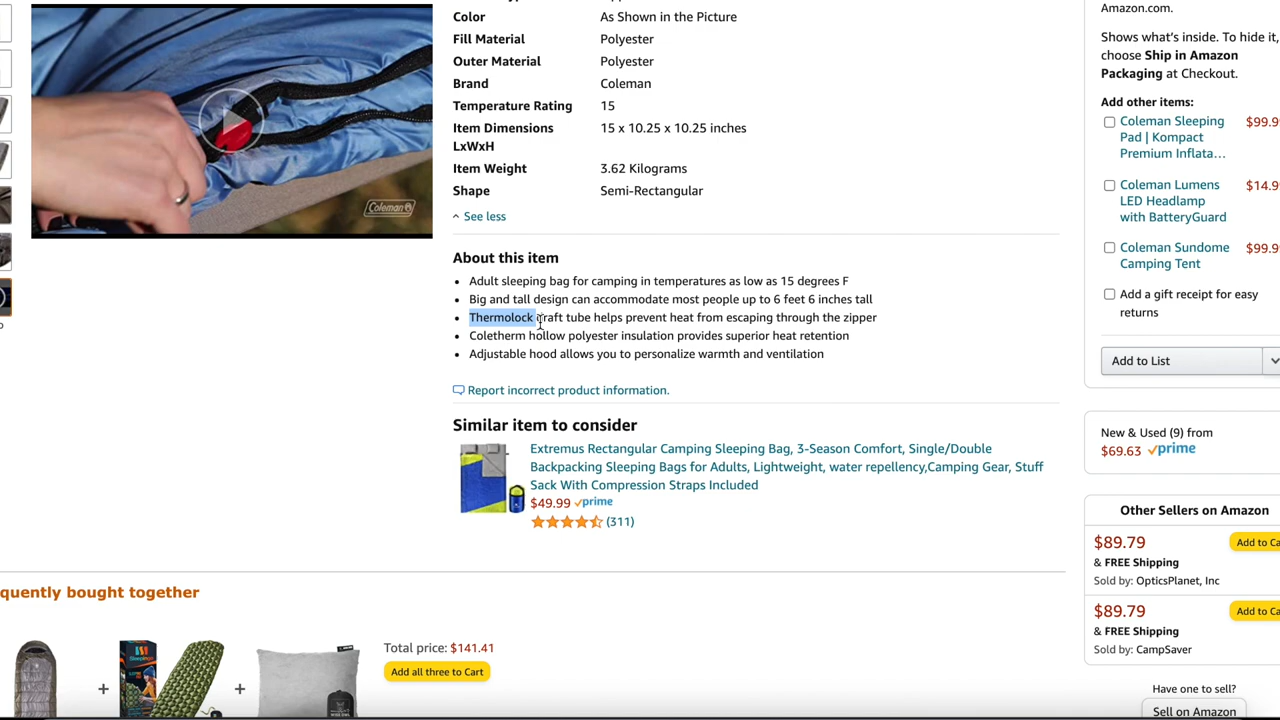 Color As Shown in the Picture
Fill Material Polyester
Outer Material Polyester
Brand Coleman
Temperature Rating 15
Item Dimensions 15 x 10.25 x 10.25 inches
LxWxH
Item Weight 3.62 Kilograms
Shape Semi-Rectangular
See less
Coleman
About this item
• Adult sleeping bag for camping in temperatures as low as 15 degrees F
• Big and tall design can accommodate most people up to 6 feet 6 inches tall
• Thermolock draft tube helps prevent heat from escaping through the zipper
• Coletherm hollow polyester insulation provides superior heat retention
• Adjustable hood allows you to personalize warmth and ventilation
Report incorrect product information.
Similar item to consider
Extremus Rectangular Camping Sleeping Bag, 3-Season Comfort, Single/Double
Backpacking Sleeping Bags for Adults, Lightweight, water repellency,Camping Gear, Stuff
Sack With Compression Straps Included
$49.99 prime
(311)
quently bought together
Total price: $141.41
Add all three to Cart
Amazon.com.
Shows what's inside. To hide it,
choose Ship in Amazon
Packaging at Checkout.
Add other items:
Coleman Sleeping $99.9
Pad | Kompact
Premium Inflata…
Coleman Lumens $14.9
LED Headlamp
with BatteryGuard
Coleman Sundome $99.9
Camping Tent
Add a gift receipt for easy
returns
Add to List
New & Used (9) from
$69.63 prime
Other Sellers on Amazon
$89.79 Add to Ca
& FREE Shipping
Sold by: OpticsPlanet, Inc
$89.79 Add to Ca
& FREE Shipping
Sold by: CampSaver
Have one to sell?
Sell on Amazon